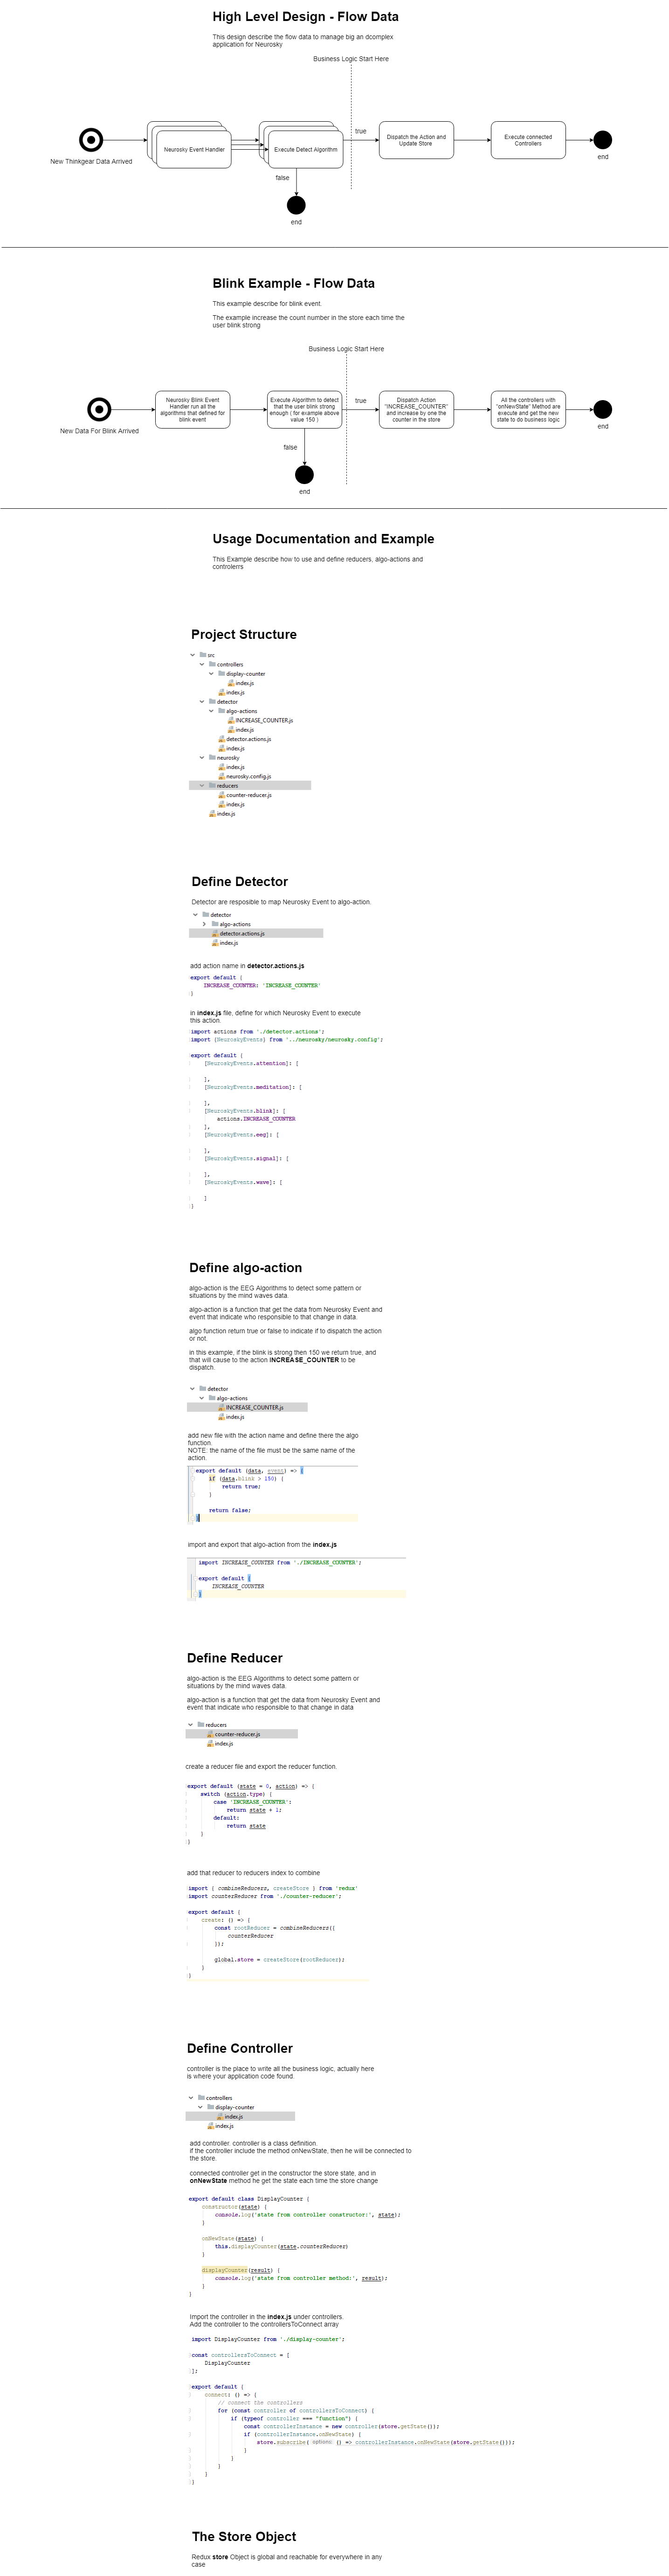 High Level Design - Flow Data
This design describe the flow data to manage big an dcomplex
application for Neurosky
Business Logic Start Here
true
Neurosky Event Handler
Execute Detect Algorithm
Dispatch the Action and
Update Store
Execute connected
Controllers
New Thinkgear Data Arrived
end
false
end
Blink Example - Flow Data
This example describe for blink event.
The example increase the count number in the store each time the
user blink strong
Business Logic Start Here
Neurosky Blink Event
Handler run all the
algorithms that defined for
blink event
Execute Algorithm to detect
that the user blink strong
enough ( for example above
value 150 )
true
Dispatch Action
"INCREASE_COUNTER"
and increase by one the
counter in the store
All the controllers with
"onNewState" Method are
execute and get the new
state to do business logic
New Data For Blink Arrived
end
false
end
Usage Documentation and Example
This Example describe how to use and define reducers, algo-actions and
controlerrs
Project Structure
src
controllers
display-counter
index.js
index.js
detector
algo-actions
INCREASE_COUNTER.js
index.js
detector.actions.js
index.js
neurosky
index.js
neurosky.config.js
reducers
counter-reducer.js
index.js
index.js
Define Detector
Detector are resposible to map Neurosky Event to algo-action.
detector
algo-actions
detector.actions.js
index.js
add action name in detector.actions.js
export default {
INCREASE_COUNTER: 'INCREASE_COUNTER'
}
in index.js file, define for which Neurosky Event to execute
this action.
import actions from './detector.actions';
import {NeuroskyEvents} from '../neurosky/neurosky.config';
export default {
[NeuroskyEvents.attention]: [
],
[NeuroskyEvents.meditation]: [
],
[NeuroskyEvents.blink]: [
actions.INCREASE_COUNTER
],
[NeuroskyEvents.eeg]: [
],
[NeuroskyEvents.signal]: [
],
[NeuroskyEvents.wave]: [
]
}
Define algo-action
algo-action is the EEG Algorithms to detect some pattern or
situations by the mind waves data.
algo-action is a function that get the data from Neurosky Event and
event that indicate who responsible to that change in data.
algo function return true or false to indicate if to dispatch the action
or not.
in this example, if the blink is strong then 150 we return true, and
that will cause to the action INCREASE_COUNTER to be
dispatch.
detector
algo-actions
INCREASE_COUNTER.js
index.js
add new file with the action name and define there the algo
function.
NOTE: the name of the file must be the same name of the
action.
export default (data, event) => {
if (data.blink > 150) {
return true;
}
return false;
}
import and export that algo-action from the index.js
import INCREASE_COUNTER from './INCREASE_COUNTER';
export default {
INCREASE_COUNTER
}
Define Reducer
algo-action is the EEG Algorithms to detect some pattern or
situations by the mind waves data.
algo-action is a function that get the data from Neurosky Event and
event that indicate who responsible to that change in data
reducers
counter-reducer.js
index.js
create a reducer file and export the reducer function.
export default (state = 0, action) => {
switch (action.type) {
case 'INCREASE_COUNTER':
return state + 1;
default:
return state
}
}
add that reducer to reducers index to combine
import { combineReducers, createStore } from 'redux'
import counterReducer from './counter-reducer';
export default {
create: () => {
const rootReducer = combineReducers({
counterReducer
});
global.store = createStore(rootReducer);
}
}
Define Controller
controller is the place to write all the business logic, actually here
is where your application code found.
controllers
display-counter
index.js
index.js
add controller. controller is a class definition.
if the controller include the method onNewState, then he will be connected to
the store.
connected controller get in the constructor the store state, and in
onNewState method he get the state each time the store change
export default class DisplayCounter {
constructor(state) {
console.log('state from controller constructor:', state);
}
onNewState(state) {
this.displayCounter(state.counterReducer)
}
displayCounter(result) {
console.log('state from controller method:', result);
}
}
Import the controller in the index.js under controllers.
Add the controller to the controllersToConnect array
import DisplayCounter from './display-counter';
const controllersToConnect = [
DisplayCounter
];
export default {
connect: () => {
// connect the controllers
for (const controller of controllersToConnect) {
if (typeof controller === "function") {
const controllerInstance = new controller(store.getState());
if (controllerInstance.onNewState) {
store.subscribe( options: () => controllerInstance.onNewState(store.getState()));
}
}
}
}
}
The Store Object
Redux store Object is global and reachable for everywhere in any
case